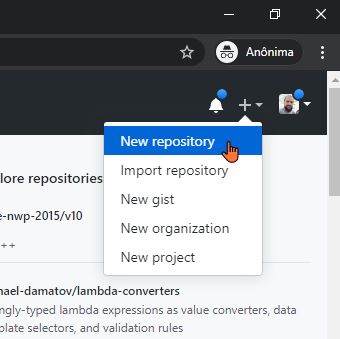 Anônima
New repository
Import repository
New gist
New organization
New project
lore repositories
e-nwp-2015/v10
++
nael-damatov/lambda-converters
ngly-typed lambda expressions as value converters, data
plate selectors, and validation rules